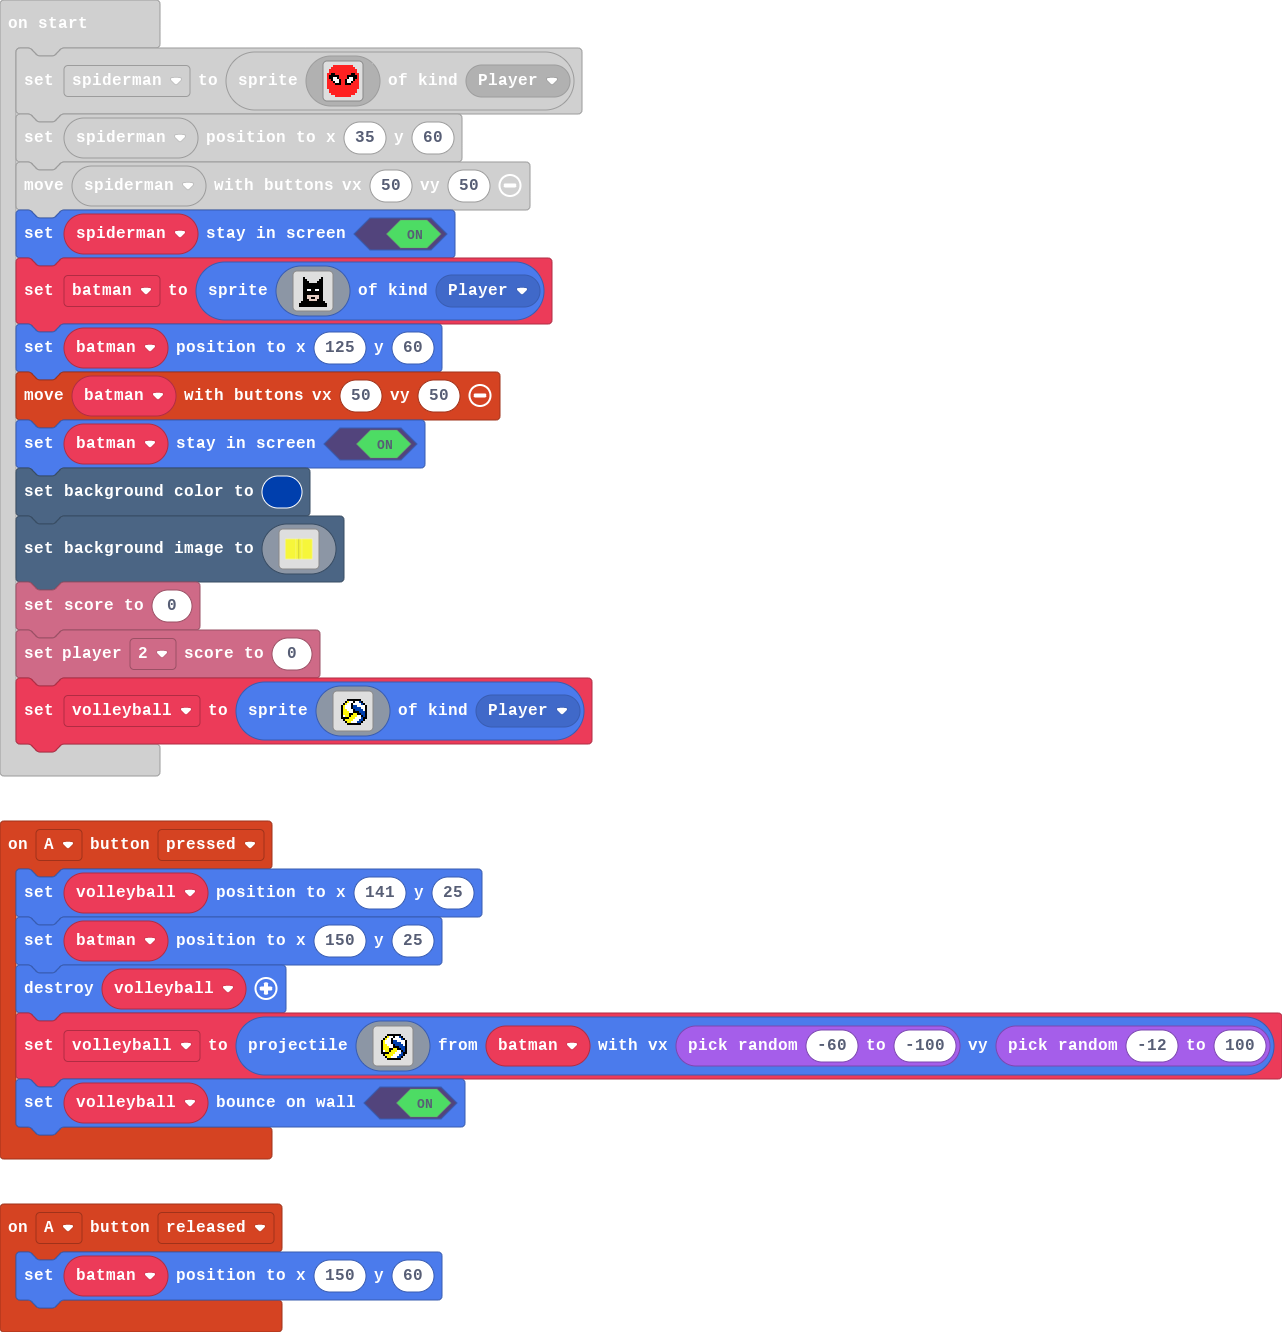 on start
set spiderman to sprite of kind Player
set spiderman position to x 35 y 60
move spiderman with buttons vx 50 vy 50
set spiderman stay in screen ON
set batman to sprite of kind Player
set batman position to x 125 y 60
move batman with buttons vx 50 vy 50
set batman stay in screen ON
set background color to
set background image to
set score to 0
set player 2 score to 0
set volleyball to sprite of kind Player
on A button pressed
set volleyball position to x 141 y 25
set batman position to x 150 y 25
destroy volleyball
set volleyball to projectile from batman with vx pick random -60 to -100 vy pick random -12 to 100
set volleyball bounce on wall ON
on A button released
set batman position to x 150 y 60